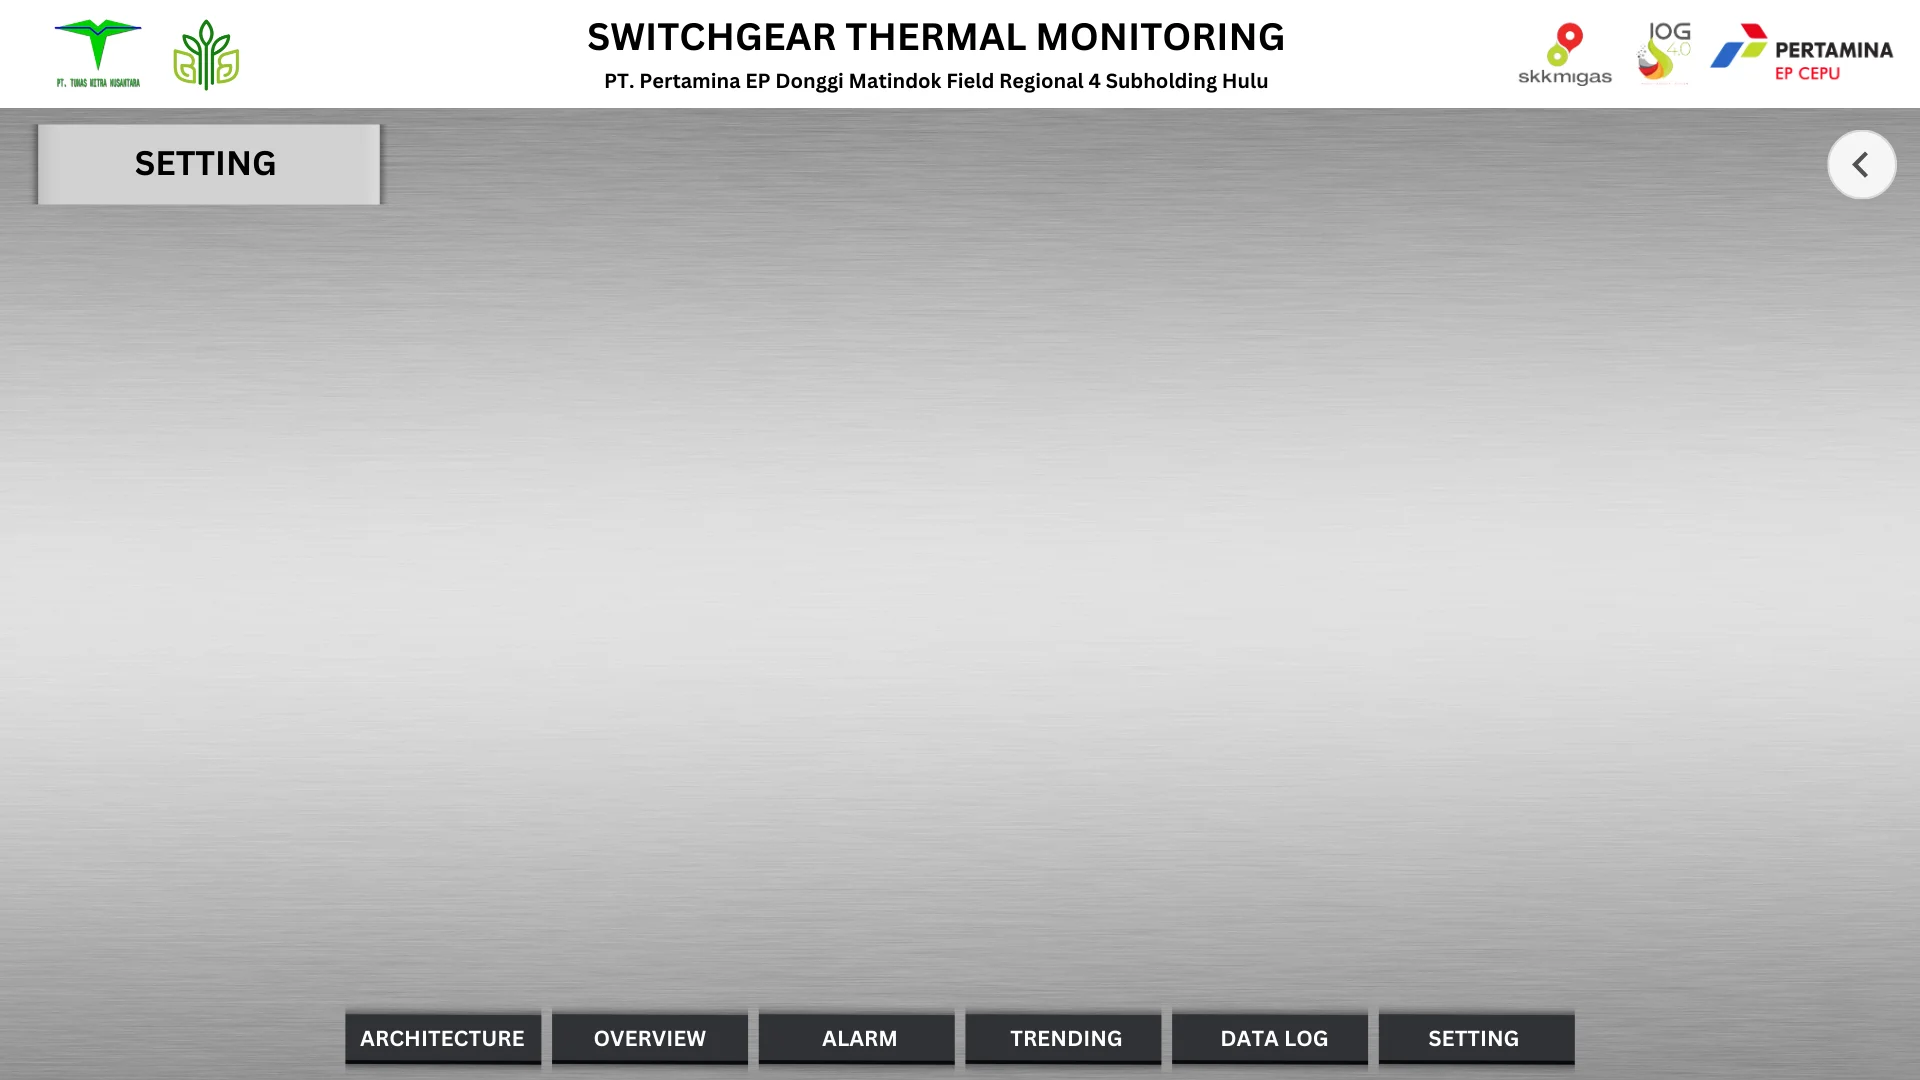 SWITCHGEAR THERMAL MONITORING
PT. Pertamina EP Donggi Matindok Field Regional 4 Subholding Hulu
PT. TUNAS MITRA NUSANTARA
skkmigas
IOG
4.0
PERTAMINA
EP CEPU
SETTING
ARCHITECTURE
OVERVIEW
ALARM
TRENDING
DATA LOG
SETTING